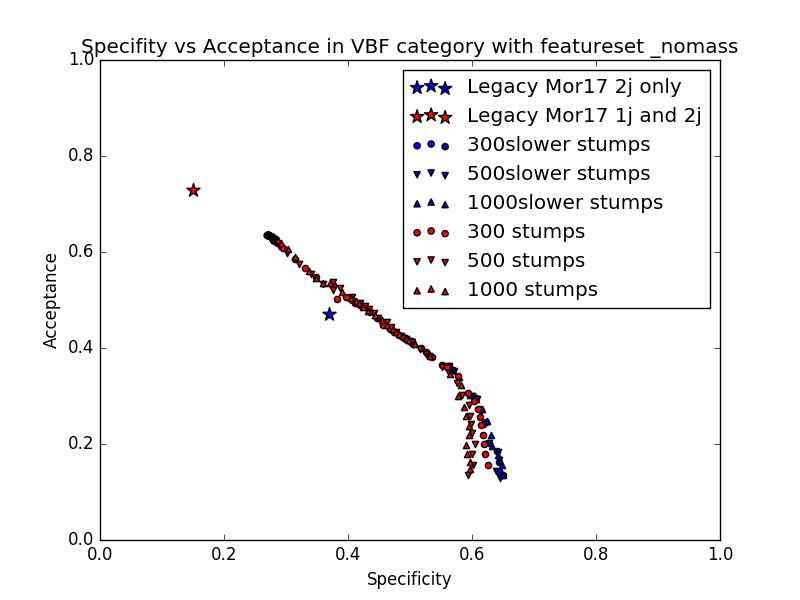 Specifity vs Acceptance in VBF category with featureset _nomass
1.0
0.8
0.6
0.4
0.2
0.0
Acceptance
Legacy Mor17 2j only
Legacy Mor17 1j and 2j
300slower stumps
500slower stumps
1000slower stumps
300 stumps
500 stumps
1000 stumps
0.0 0.2 0.4 0.6 0.8 1.0
Specificity